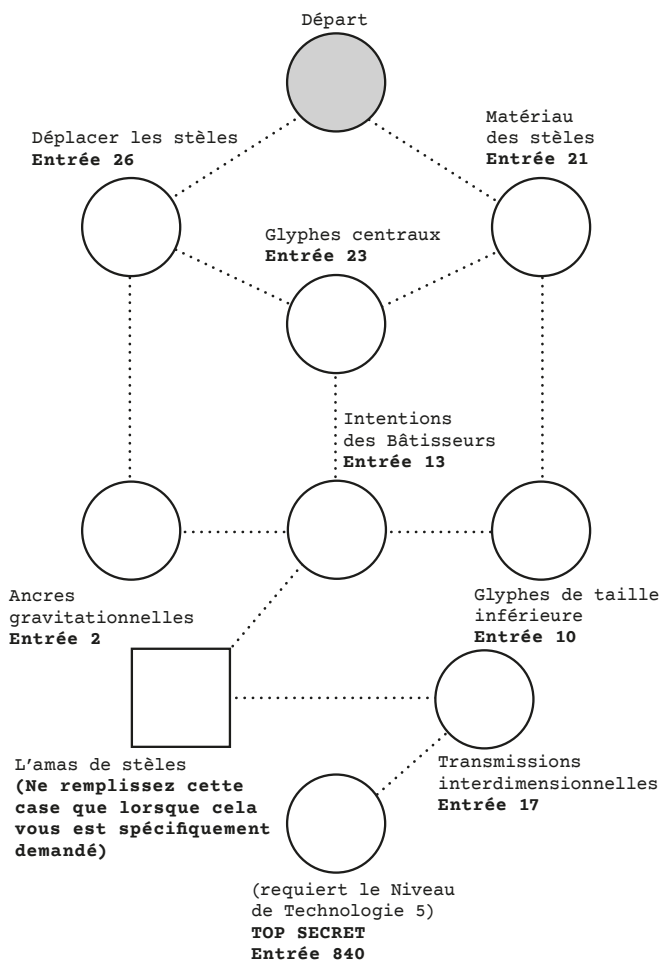 Départ
Déplacer les stèles
Entrée 26
Matériau
des stèles
Entrée 21
Glyphes centraux
Entrée 23
Intentions
des Bâtisseurs
Entrée 13
Ancres
gravitationnelles
Entrée 2
Glyphes de taille
inférieure
Entrée 10
L'amas de stèles
(Ne remplissez cette
case que lorsque cela
vous est spécifiquement
demandé)
Transmissions
interdimensionnelles
Entrée 17
(requiert le Niveau
de Technologie 5)
TOP SECRET
Entrée 840